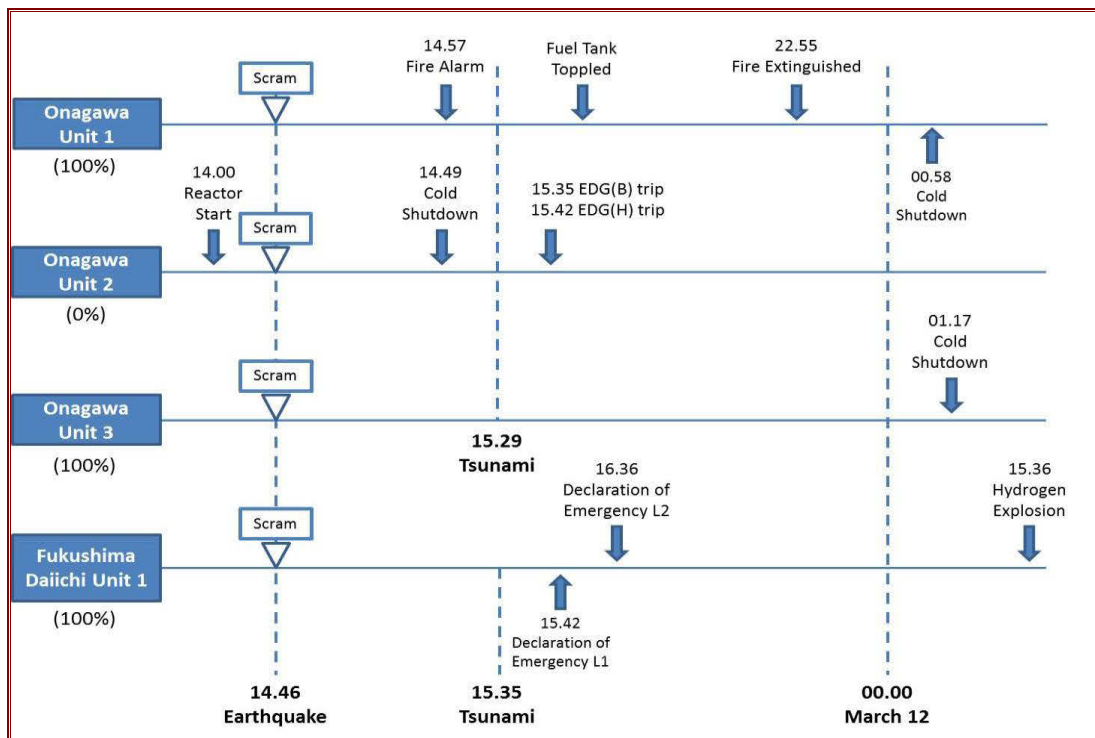 14.57
Fire Alarm
Fuel Tank
Toppled
22.55
Fire Extinguished
Scram
Onagawa
Unit 1
(100%)
00.58
Cold
Shutdown
14.00
Reactor
Start
Scram
14.49
Cold
Shutdown
15.35 EDG(B) trip
15.42 EDG(H) trip
Onagawa
Unit 2
(0%)
01.17
Cold
Shutdown
Scram
Onagawa
Unit 3
(100%)
15.29
Tsunami
16.36
Declaration of
Emergency L2
15.36
Hydrogen
Explosion
Scram
Fukushima
Daiichi Unit 1
(100%)
15.42
Declaration of
Emergency L1
14.46
Earthquake
15.35
Tsunami
00.00
March 12